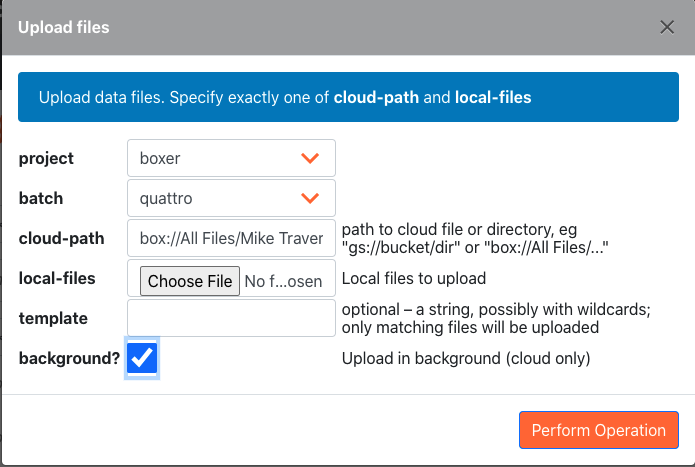 Upload files
Upload data files. Specify exactly one of cloud-path and local-files
project boxer
batch quattro
cloud-path box://All Files/Mike Traver path to cloud file or directory, eg
"gs://bucket/dir" or "box://All Files/..."
local-files Choose File No f...osen Local files to upload
template optional – a string, possibly with wildcards;
only matching files will be uploaded
background? Upload in background (cloud only)
Perform Operation